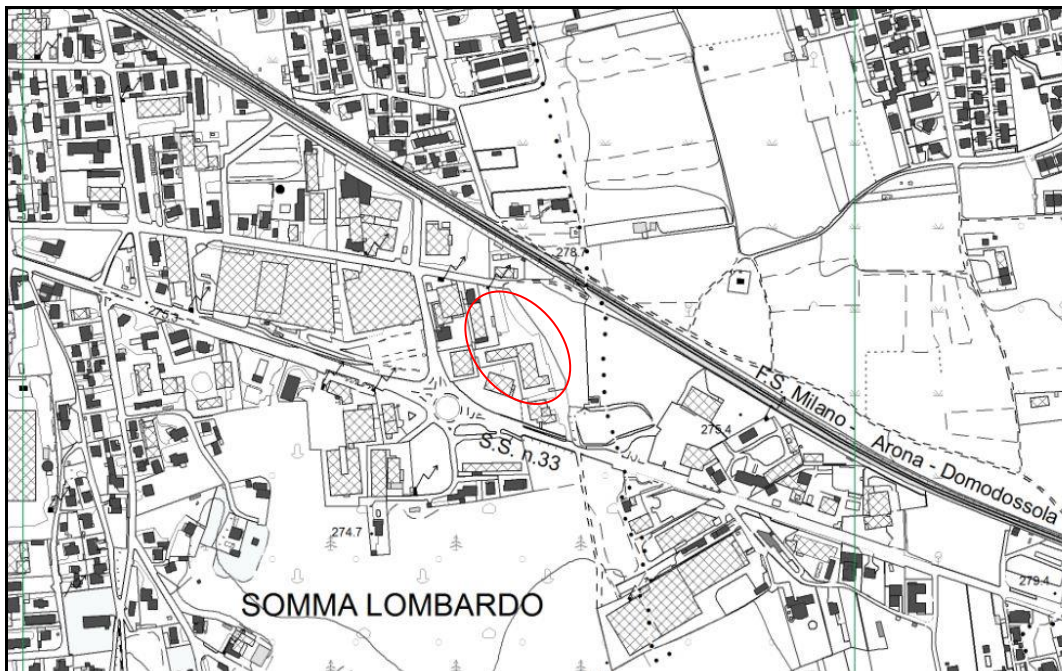 278.7
275.3
F.S. Milano - Arona - Domodossola
275.4
S.S. n.33
274.7
279.4
SOMMA LOMBARDO